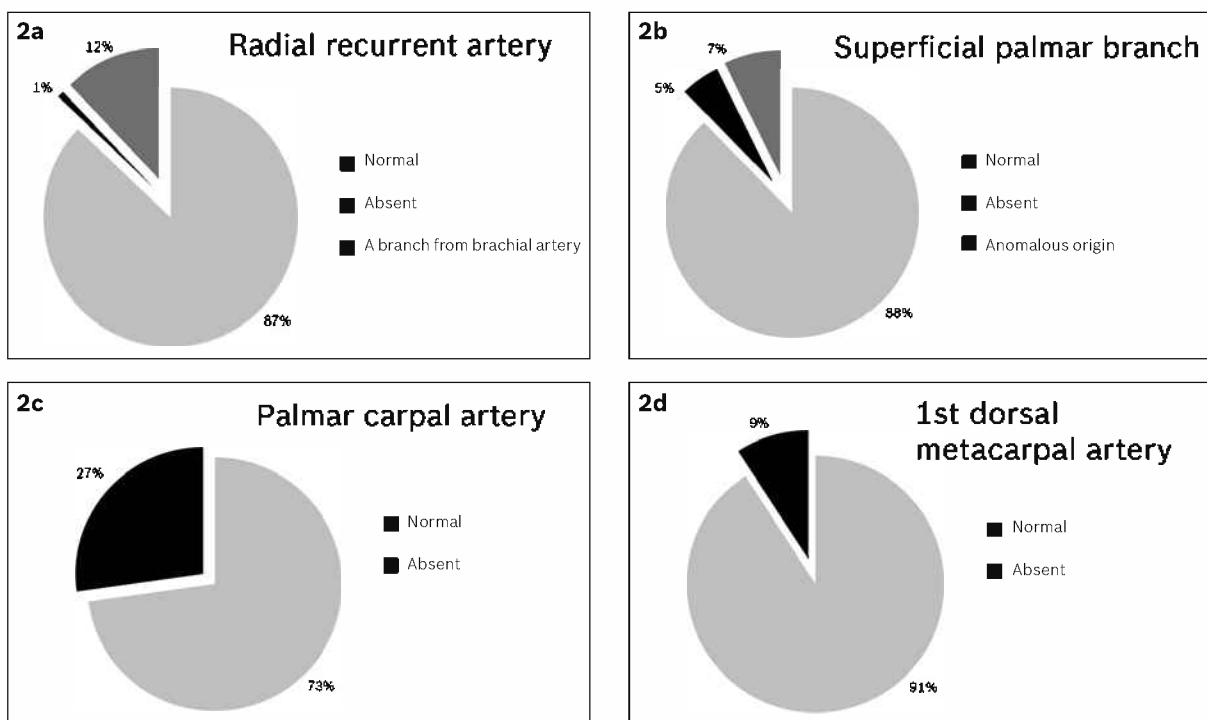 2a
Radial recurrent artery
12%
1%
87%
Normal
Absent
A branch from brachial artery
2b
Superficial palmar branch
7%
5%
88%
Normal
Absent
Anomalous origin
2c
Palmar carpal artery
27%
73%
Normal
Absent
2d
1st dorsal
metacarpal artery
9%
91%
Normal
Absent